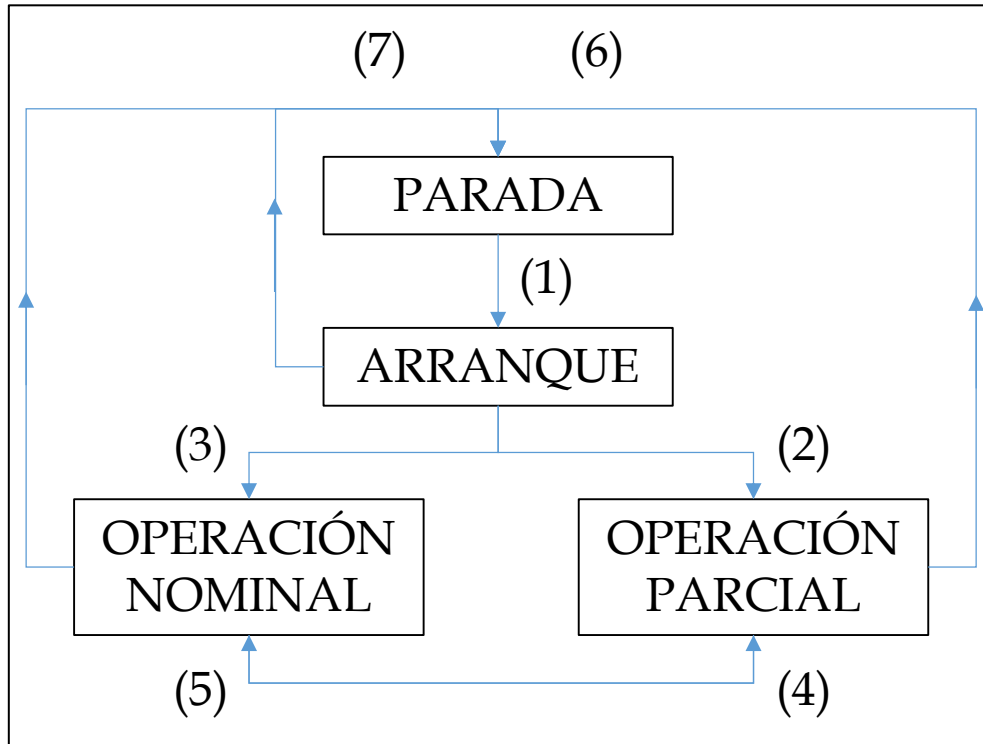 (7) (6)
PARADA
(1)
ARRANQUE
(3) (2)
OPERACIÓN
NOMINAL
OPERACIÓN
PARCIAL
(5) (4)